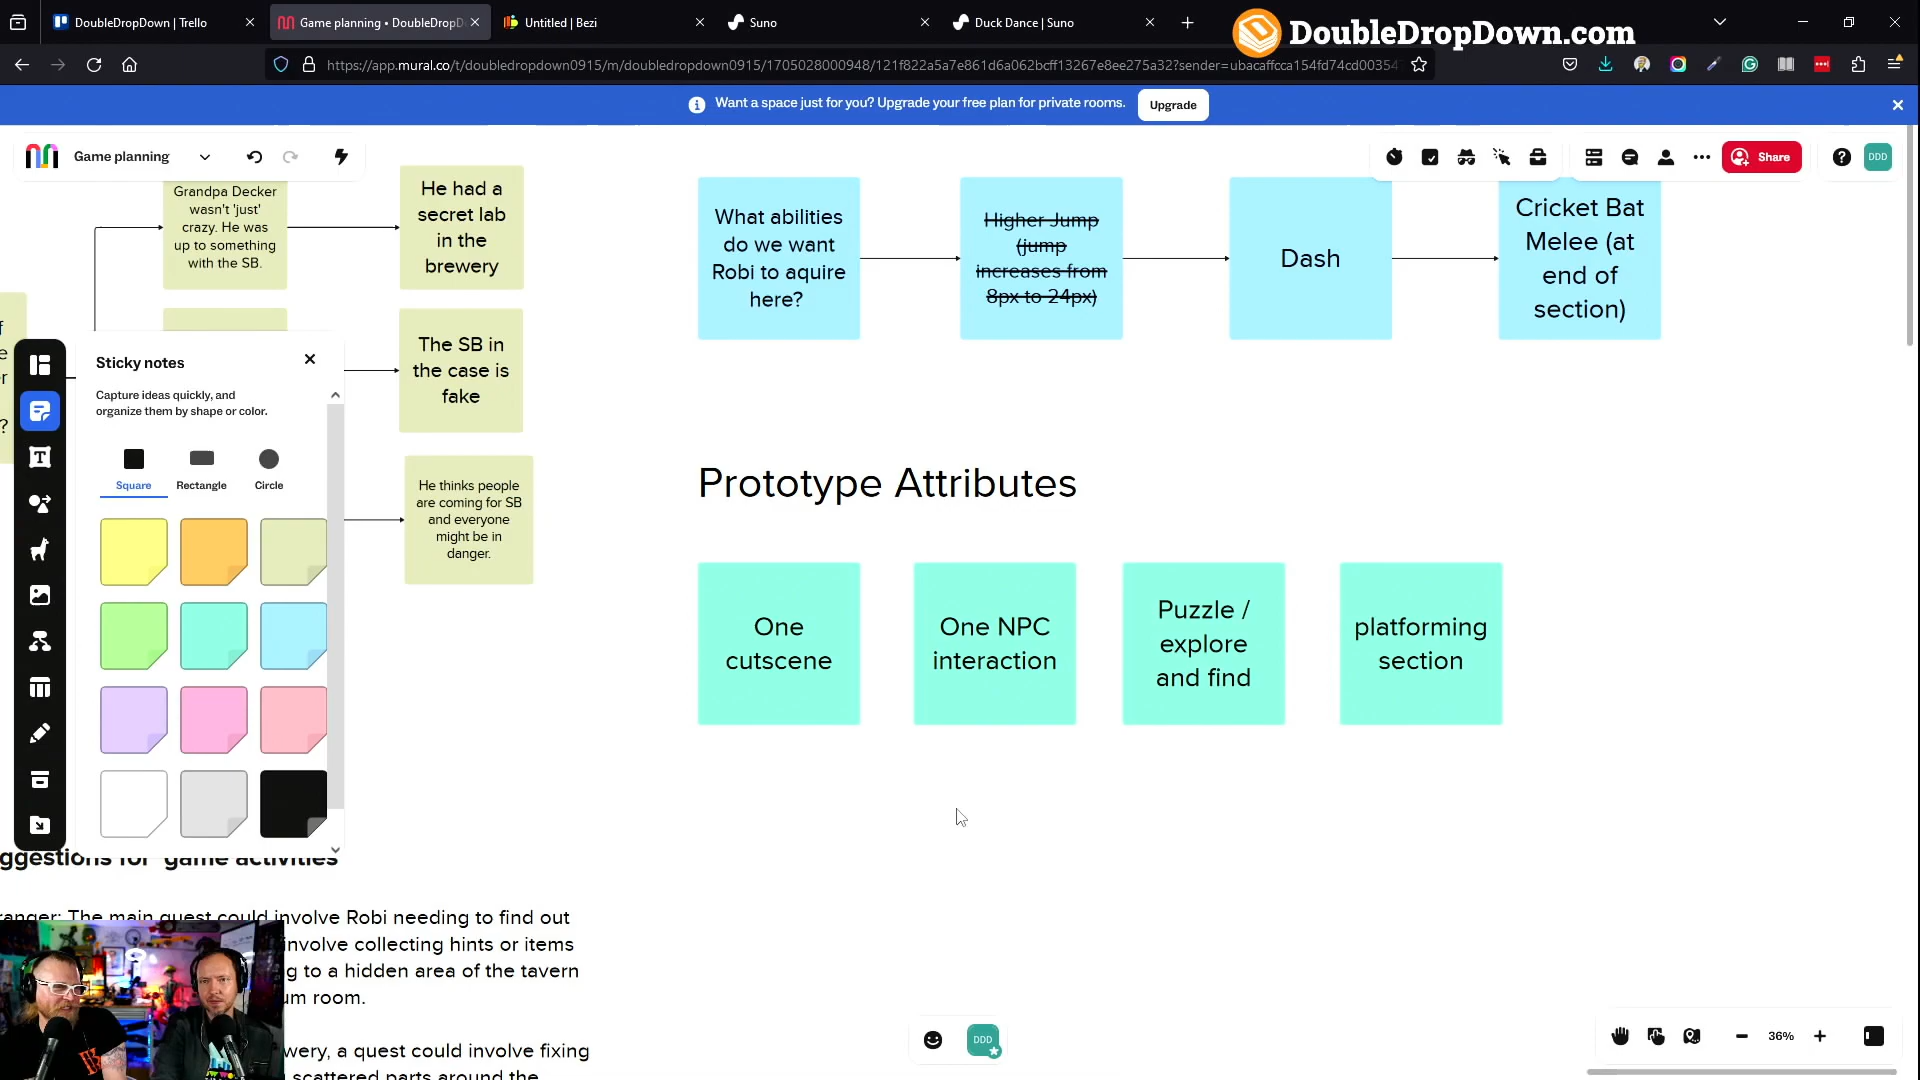 DoubleDropDown | Trello
Game planning • DoubleDropD
Untitled | Bezi
Suno
Duck Dance | Suno
DoubleDropDown.com
https://app.mural.co/t/doubledropdown0915/m/doubledropdown0915/1705028000948/121f822a5a7e861d6a062bcff13267e8ee275a32?sender=ubacaffcca154fd74cd00354
Want a space just for you? Upgrade your free plan for private rooms.
Upgrade
Game planning
Share
DDD
Grandpa Decker
wasn't 'just'
crazy. He was
up to something
with the SB.
He had a
secret lab
in the
brewery
What abilities
do we want
Robi to aquire
here?
Higher Jump
(jump
increases from
8px to 24px)
Dash
Cricket Bat
Melee (at
end of
section)
The SB in
the case is
fake
He thinks people
are coming for SB
and everyone
might be in
danger.
Sticky notes
Capture ideas quickly, and
organize them by shape or color.
Square
Rectangle
Circle
Prototype Attributes
One
cutscene
One NPC
interaction
Puzzle /
explore
and find
platforming
section
ggestions for 'game activities'
ranger: The main quest could involve Robi needing to find out
involve collecting hints or items
g to a hidden area of the tavern
um room.
wery, a quest could involve fixing
scattered parts around the
DDD
36%